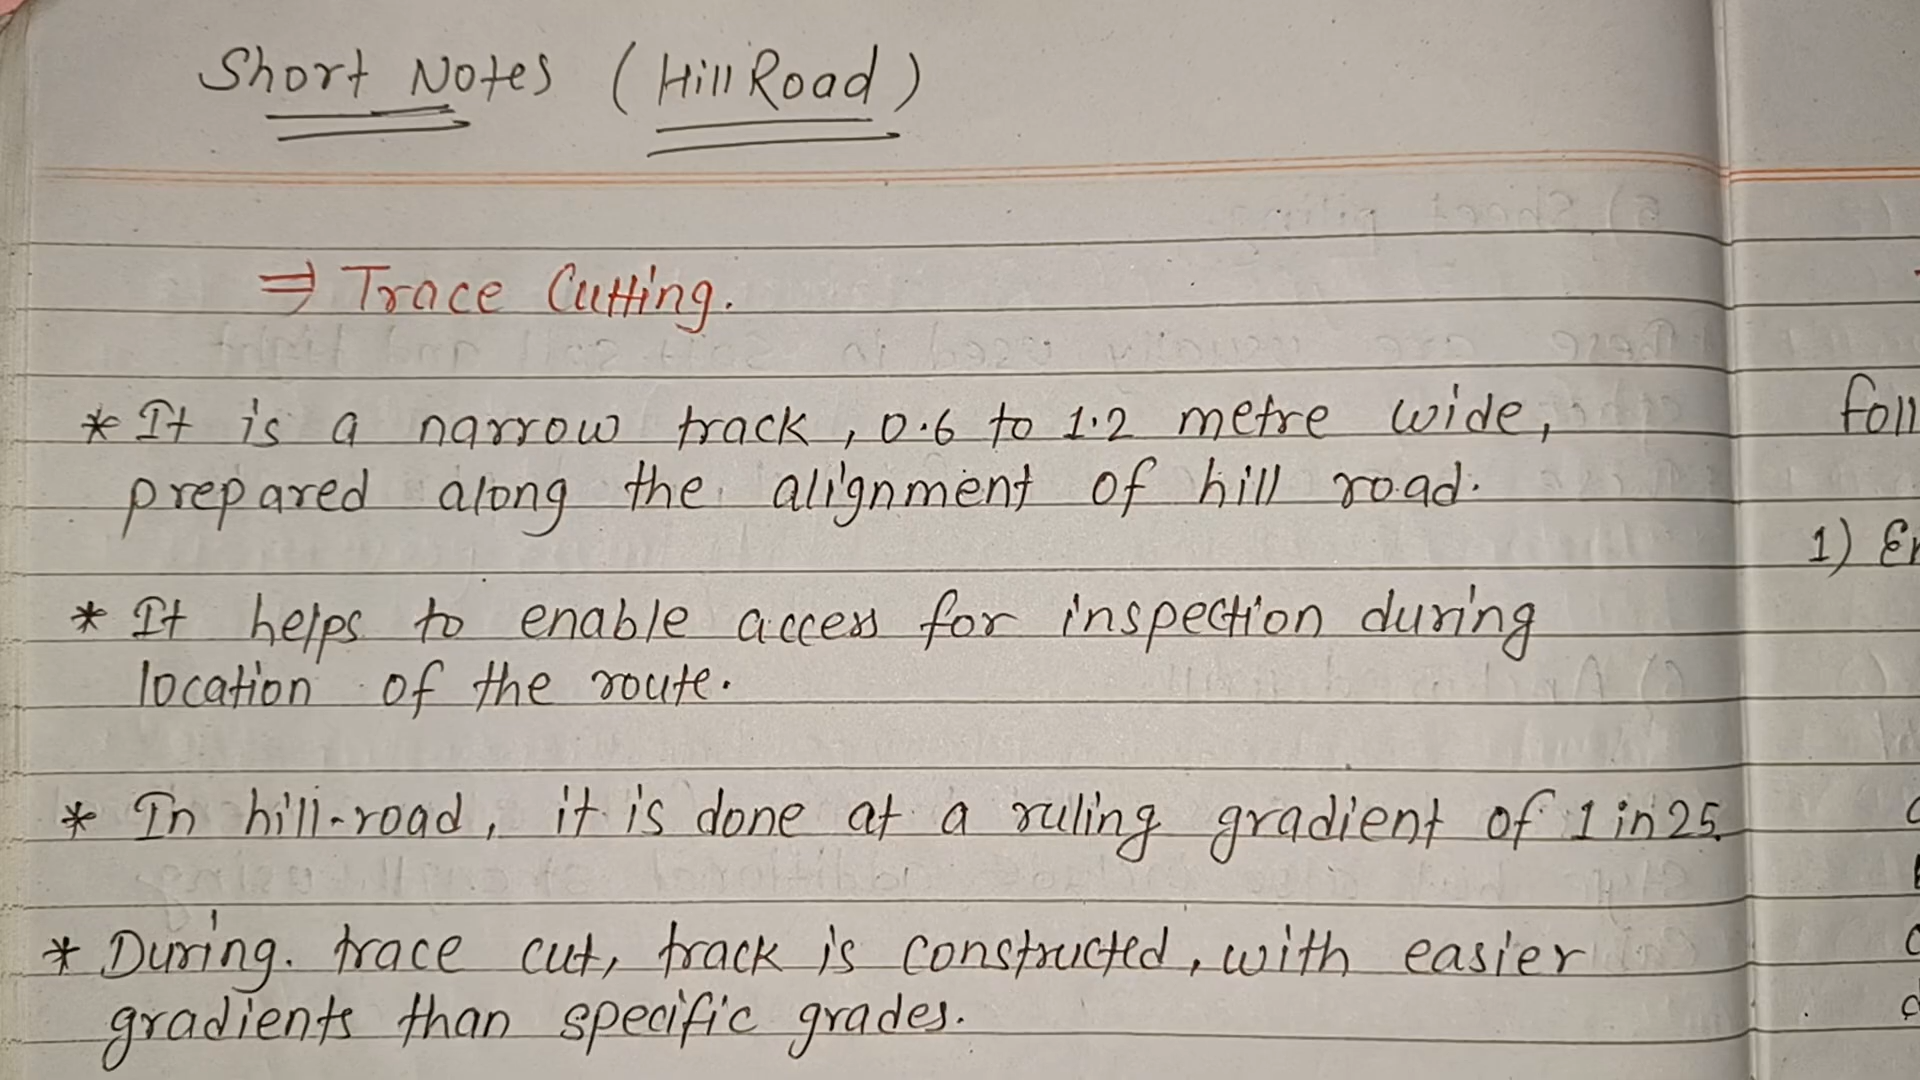 Short Notes (Hill Road)
⇒ Trace Cutting.
* It is a narrow track, 0.6 to 1.2 metre wide,
prepared along the alignment of hill road.
* It helps to enable access for inspection during
location of the route.
* In hill-road, it is done at a ruling gradient of 1 in 25.
* During. trace cut, track is constructed, with easier
gradients than specific grades.
foll
1) En